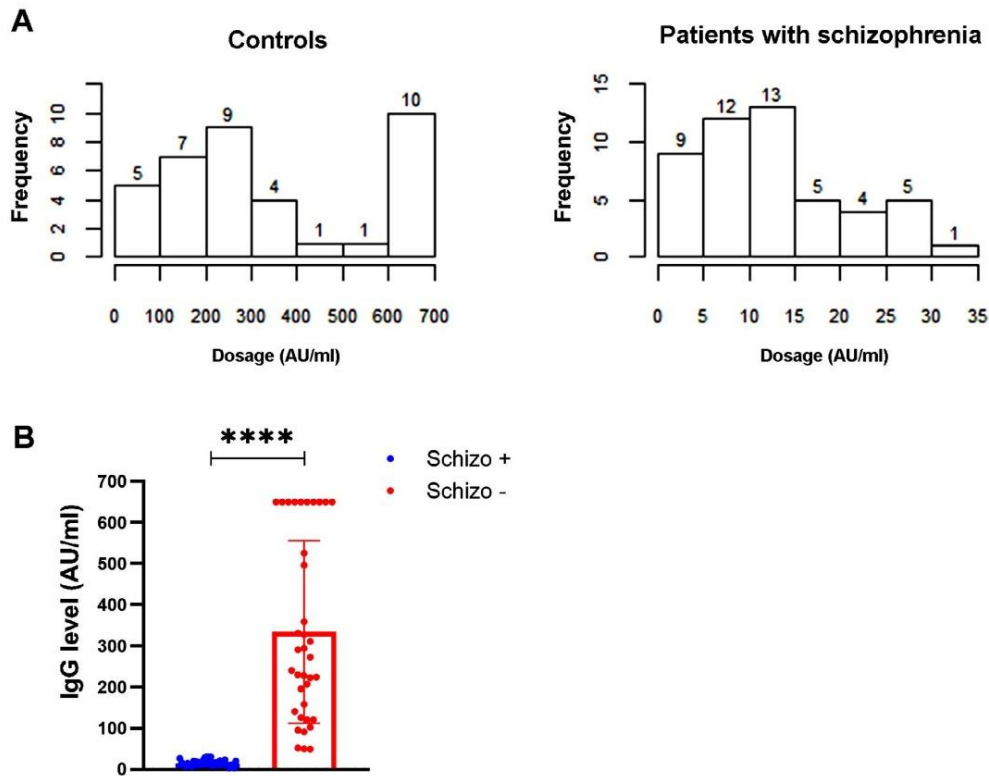 A
Controls
Frequency
0 2 4 6 8 10
5 7 9 4 1 1 10
0 100 200 300 400 500 600 700
Dosage (AU/ml)
Patients with schizophrenia
Frequency
0 5 10 15
9 12 13 5 4 5 1
0 5 10 15 20 25 30 35
Dosage (AU/ml)
B
****
Schizo +
Schizo -
IgG level (AU/ml)
700
600
500
400
300
200
100
0